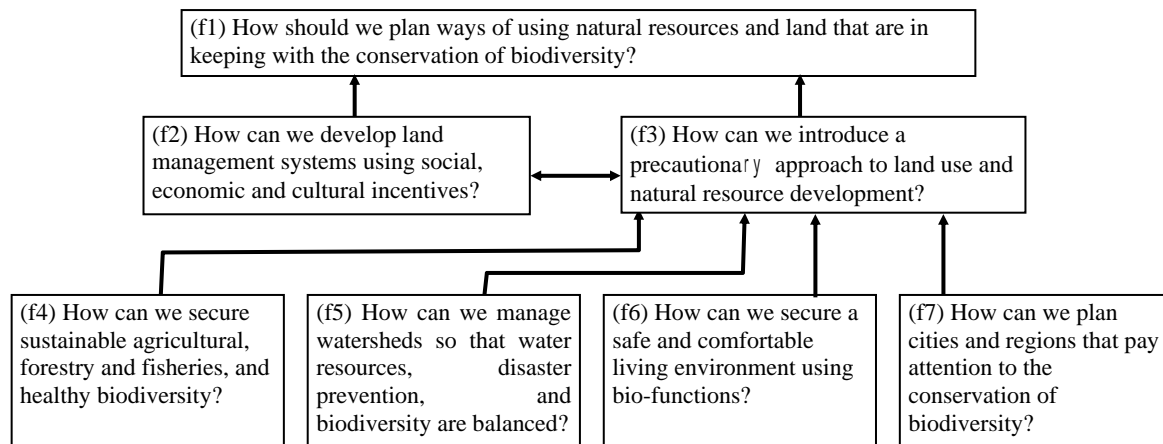 (f1) How should we plan ways of using natural resources and land that are in
keeping with the conservation of biodiversity?
(f2) How can we develop land
management systems using social,
economic and cultural incentives?
(f3) How can we introduce a
precautionary approach to land use and
natural resource development?
(f4) How can we secure
sustainable agricultural,
forestry and fisheries, and
healthy biodiversity?
(f5) How can we manage
watersheds so that water
resources, disaster
prevention, and
biodiversity are balanced?
(f6) How can we secure a
safe and comfortable
living environment using
bio-functions?
(f7) How can we plan
cities and regions that pay
attention to the
conservation of
biodiversity?